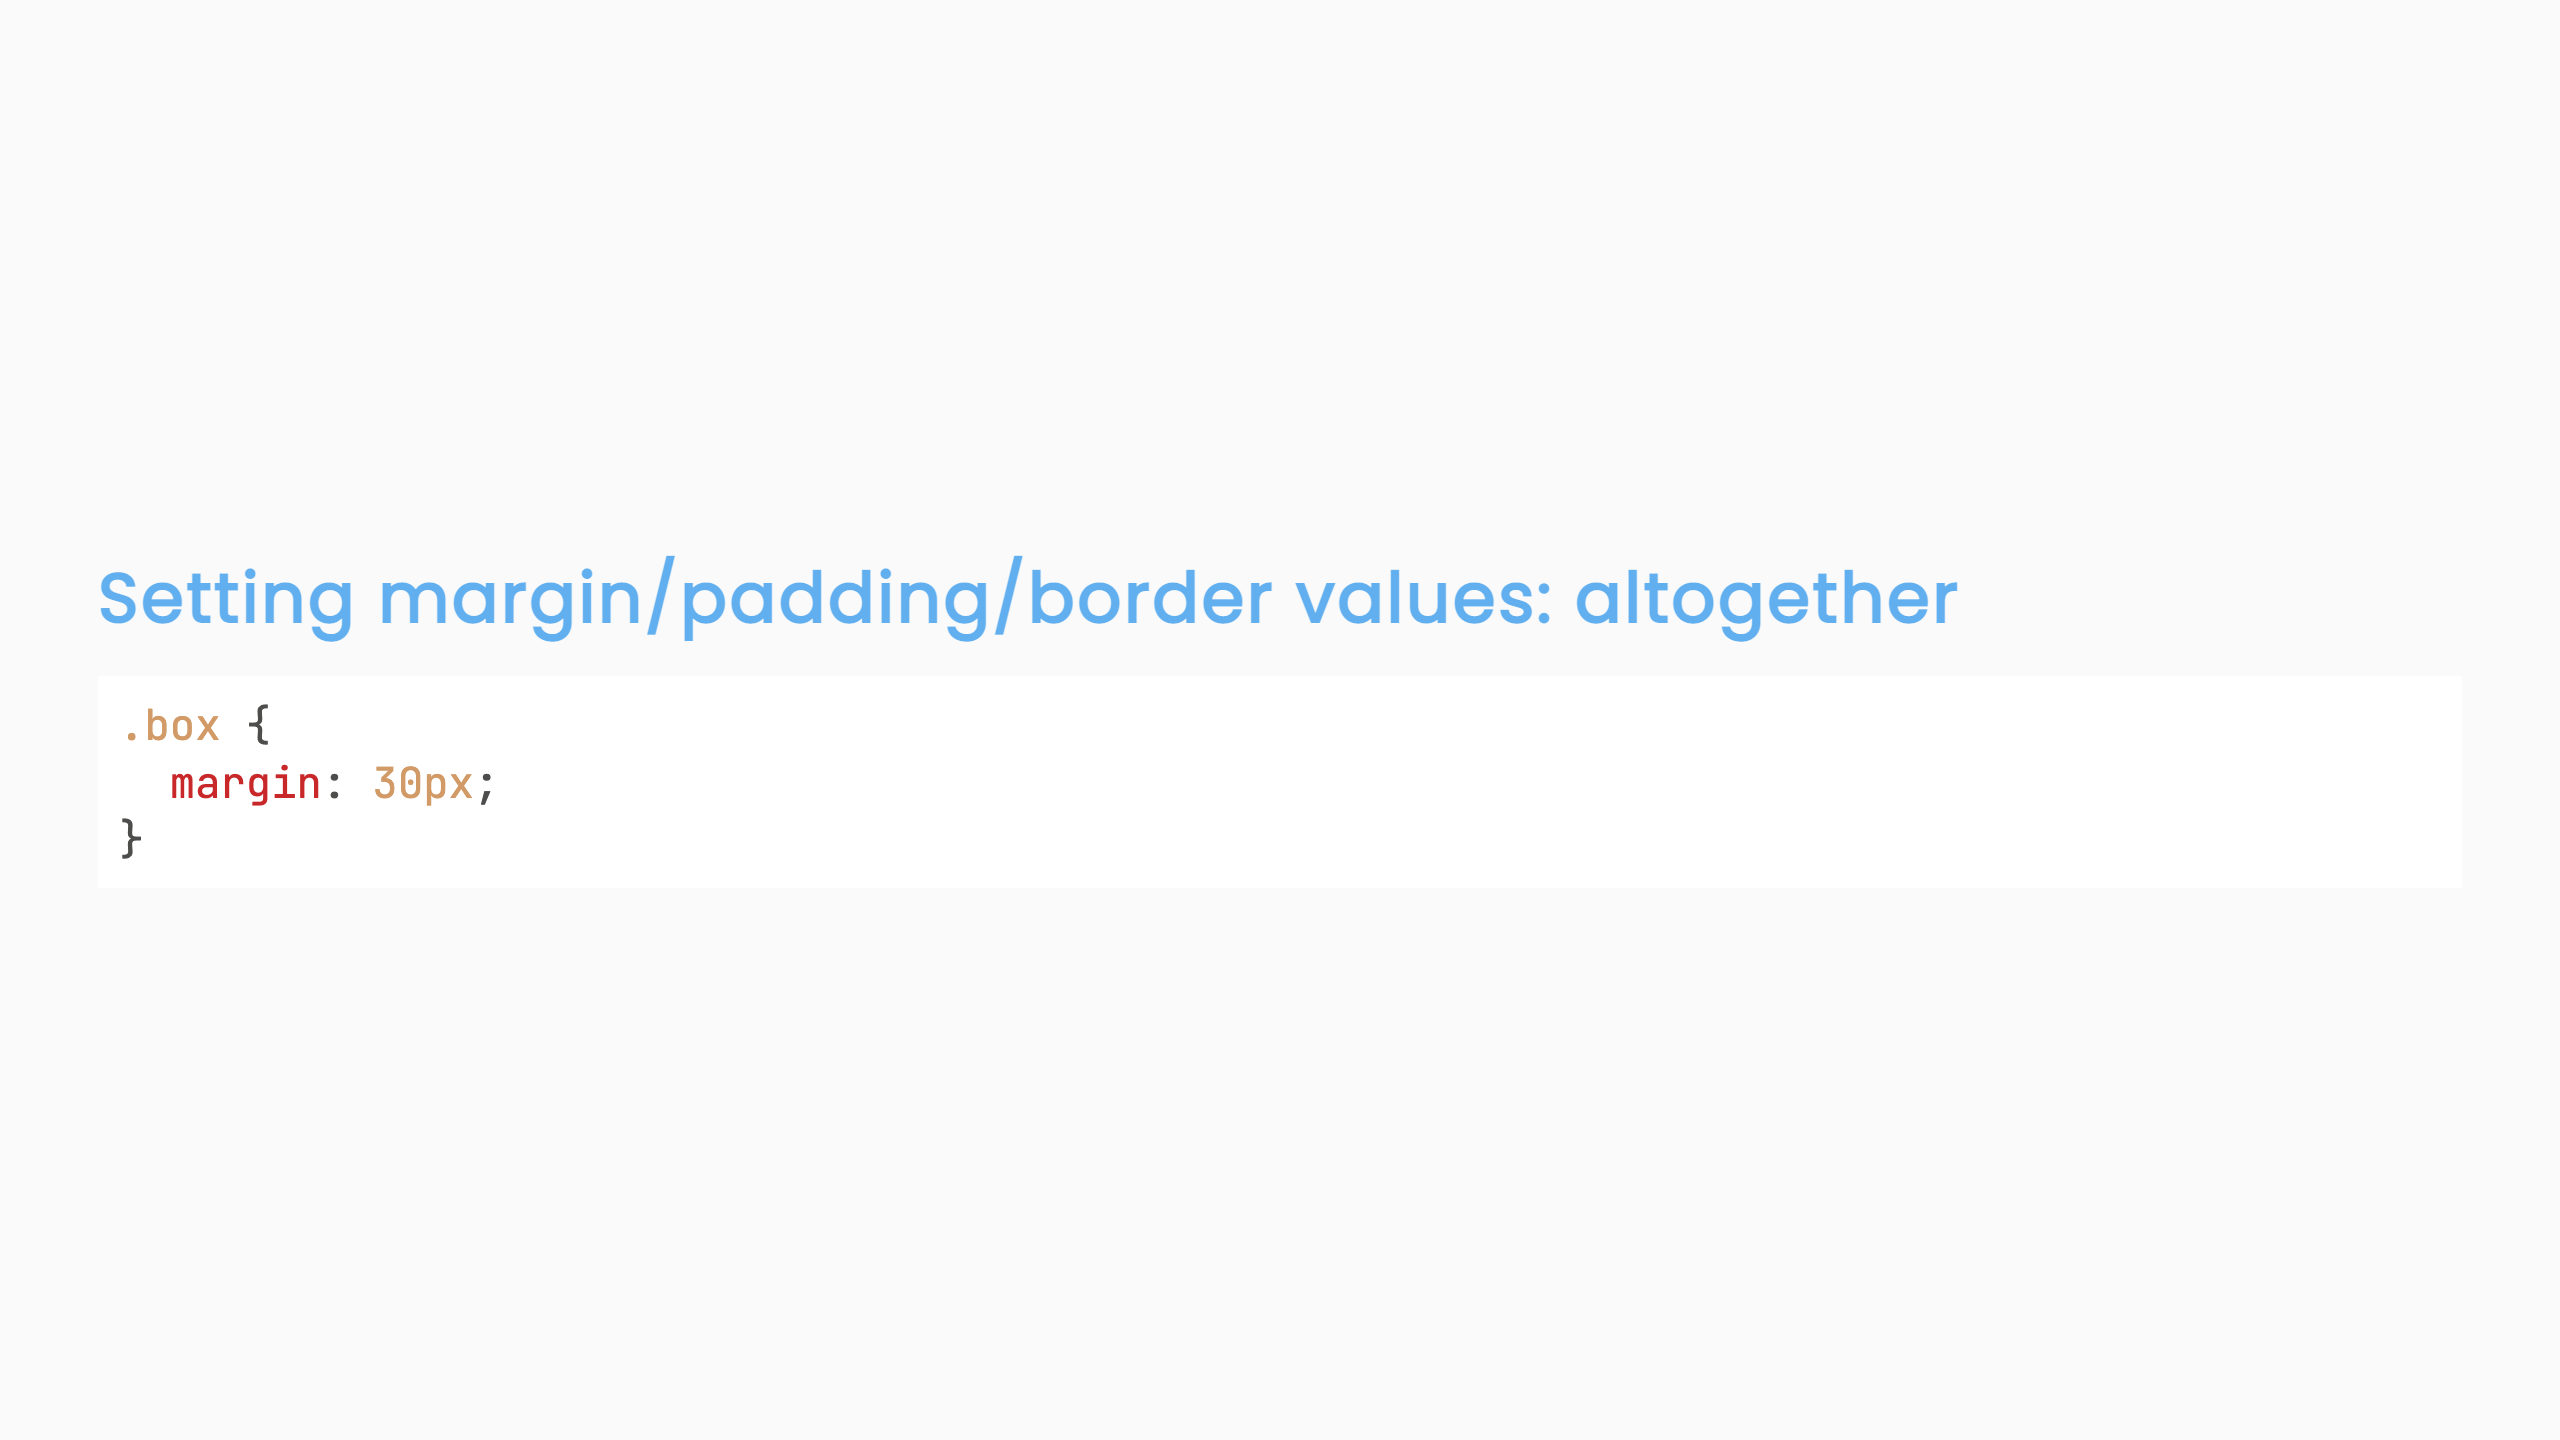 Setting margin/padding/border values: altogether
.box {
  margin: 30px;
}